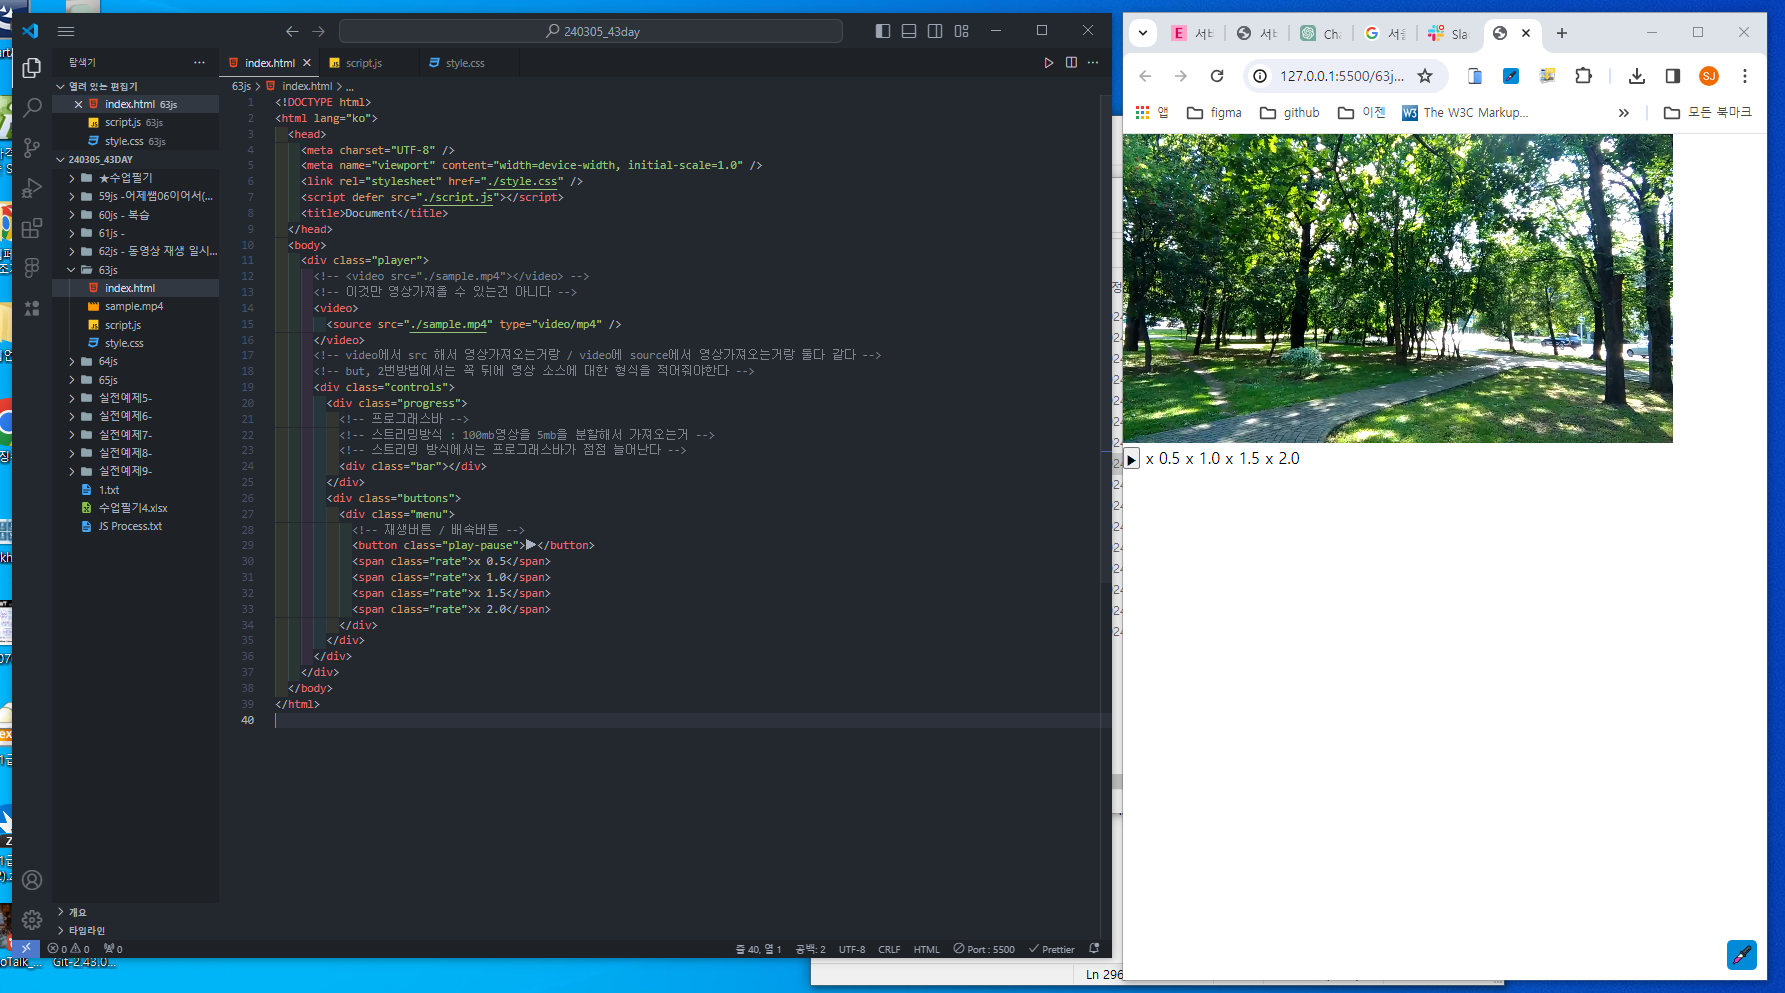 240305_43day
탐색기
열려 있는 편집기
index.html 63js
script.js 63js
style.css 63js
240305_43DAY
★수업필기
59js -어제쌤06이어서(...
60js - 복습
61js -
62js - 동영상 재생 일시...
63js
index.html
sample.mp4
script.js
style.css
64js
65js
실전예제5-
실전예제6-
실전예제7-
실전예제8-
실전예제9-
1.txt
수업필기4.xlsx
JS Process.txt
개요
타임라인
index.html
script.js
style.css
63js > index.html > ...
1 <!DOCTYPE html>
2 <html lang="ko">
3 <head>
4 <meta charset="UTF-8" />
5 <meta name="viewport" content="width=device-width, initial-scale=1.0" />
6 <link rel="stylesheet" href="./style.css" />
7 <script defer src="./script.js"></script>
8 <title>Document</title>
9 </head>
10 <body>
11 <div class="player">
12 <!-- <video src="./sample.mp4"></video> -->
13 <!-- 이것만 영상가져올 수 있는건 아니다 -->
14 <video>
15 <source src="./sample.mp4" type="video/mp4" />
16 </video>
17 <!-- video에서 src 해서 영상가져오는거랑 / video에 source에서 영상가져오는거랑 둘다 같다 -->
18 <!-- but, 2번방법에서는 꼭 뒤에 영상 소스에 대한 형식을 적어줘야한다 -->
19 <div class="controls">
20 <div class="progress">
21 <!-- 프로그래스바 -->
22 <!-- 스트리밍방식 : 100mb영상을 5mb을 분할해서 가져오는거 -->
23 <!-- 스트리밍 방식에서는 프로그래스바가 점점 늘어난다 -->
24 <div class="bar"></div>
25 </div>
26 <div class="buttons">
27 <div class="menu">
28 <!-- 재생버튼 / 배속버튼 -->
29 <button class="play-pause">▶</button>
30 <span class="rate">x 0.5</span>
31 <span class="rate">x 1.0</span>
32 <span class="rate">x 1.5</span>
33 <span class="rate">x 2.0</span>
34 </div>
35 </div>
36 </div>
37 </div>
38 </body>
39 </html>
40
0 0 0
줄 40, 열 1 공백: 2 UTF-8 CRLF HTML Port : 5500 Prettier
Git-2.43.0...
Ln 296
E 서 서 Ch Sla
127.0.0.1:5500/63j...
SJ
앱 figma github 이젠 The W3C Markup... » 모든 북마크
▶ x 0.5 x 1.0 x 1.5 x 2.0